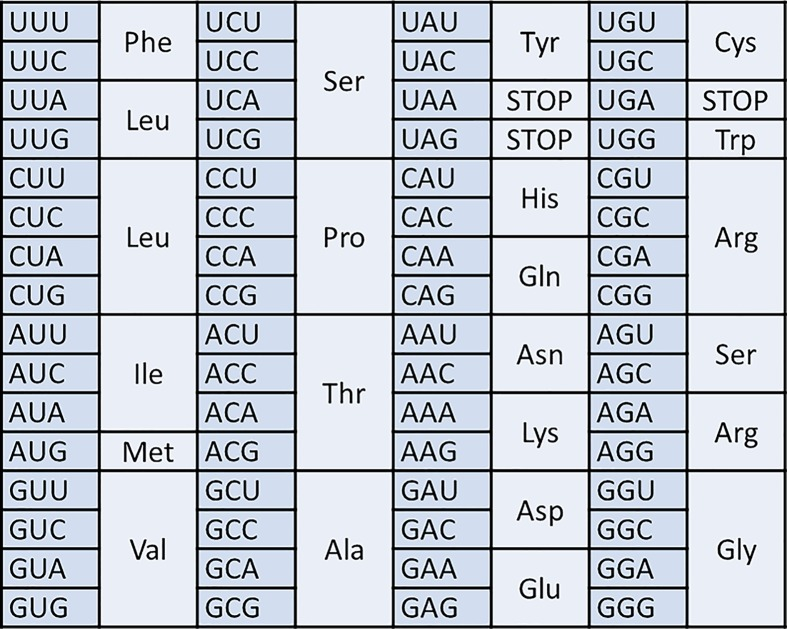 UUU Phe UCU Ser UAU Tyr UGU Cys
UUC UCC UAC UGC
UUA Leu UCA UAA STOP UGA STOP
UUG UCG UAG STOP UGG Trp
CUU Leu CCU Pro CAU His CGU Arg
CUC CCC CAC CGC
CUA CCA CAA Gln CGA
CUG CCG CAG CGG
AUU Ile ACU Thr AAU Asn AGU Ser
AUC ACC AAC AGC
AUA ACA AAA Lys AGA Arg
AUG Met ACG AAG AGG
GUU Val GCU Ala GAU Asp GGU Gly
GUC GCC GAC GGC
GUA GCA GAA Glu GGA
GUG GCG GAG GGG